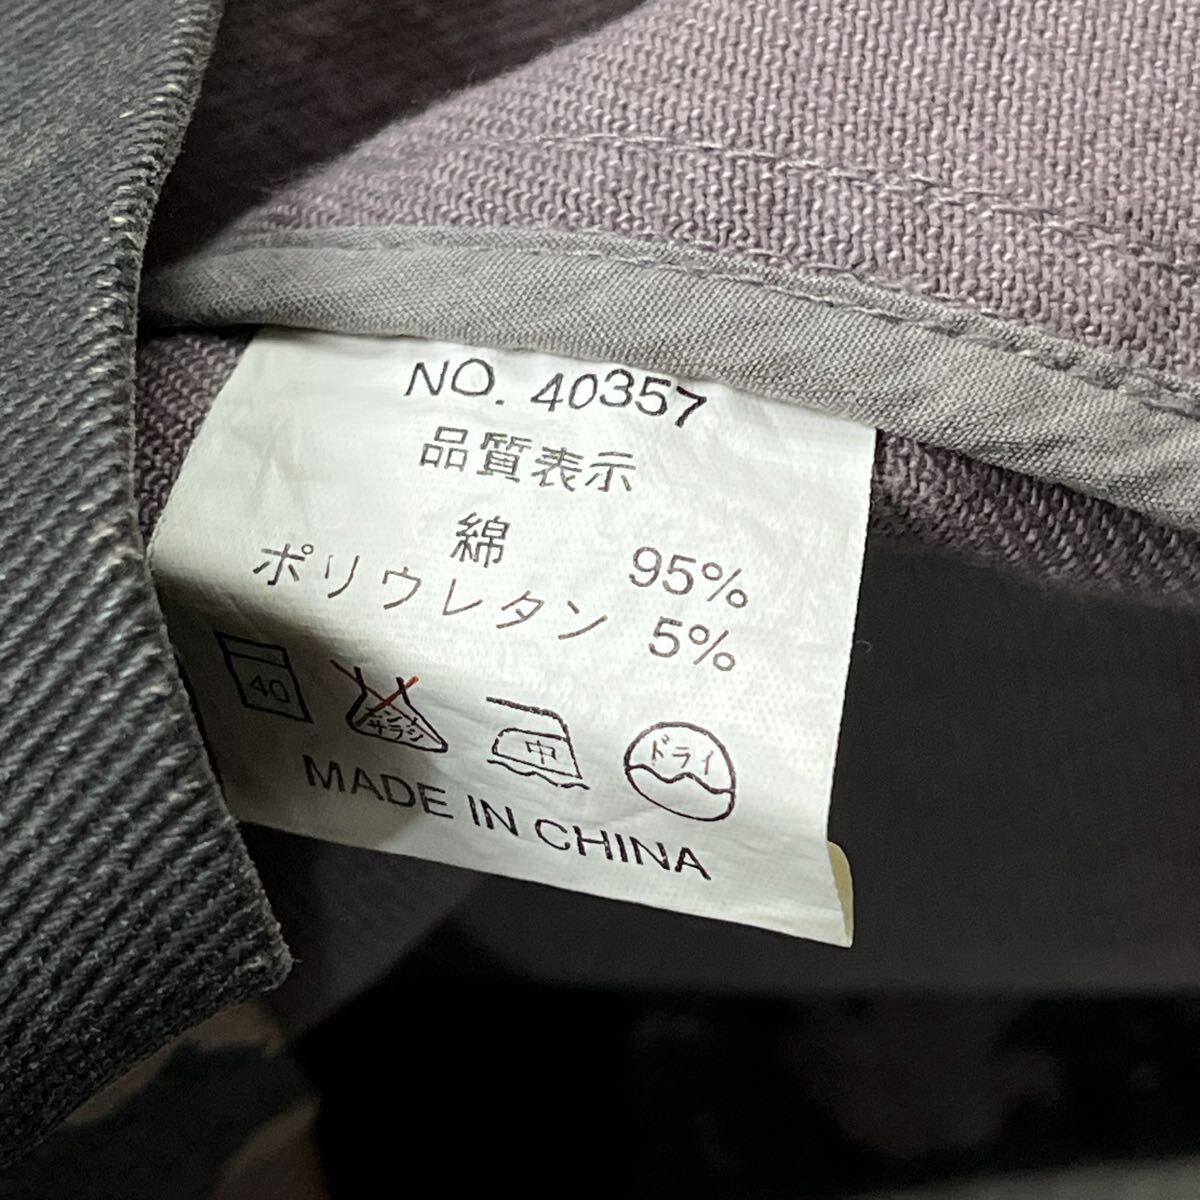 NO. 40357
品質表示
綿 95%
ポリウレタン 5%
40 エンソサラシ 中 ドライ
MADE IN CHINA